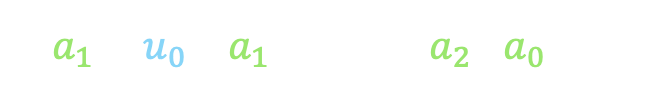 a₁ u₀ a₁ a₂ a₀